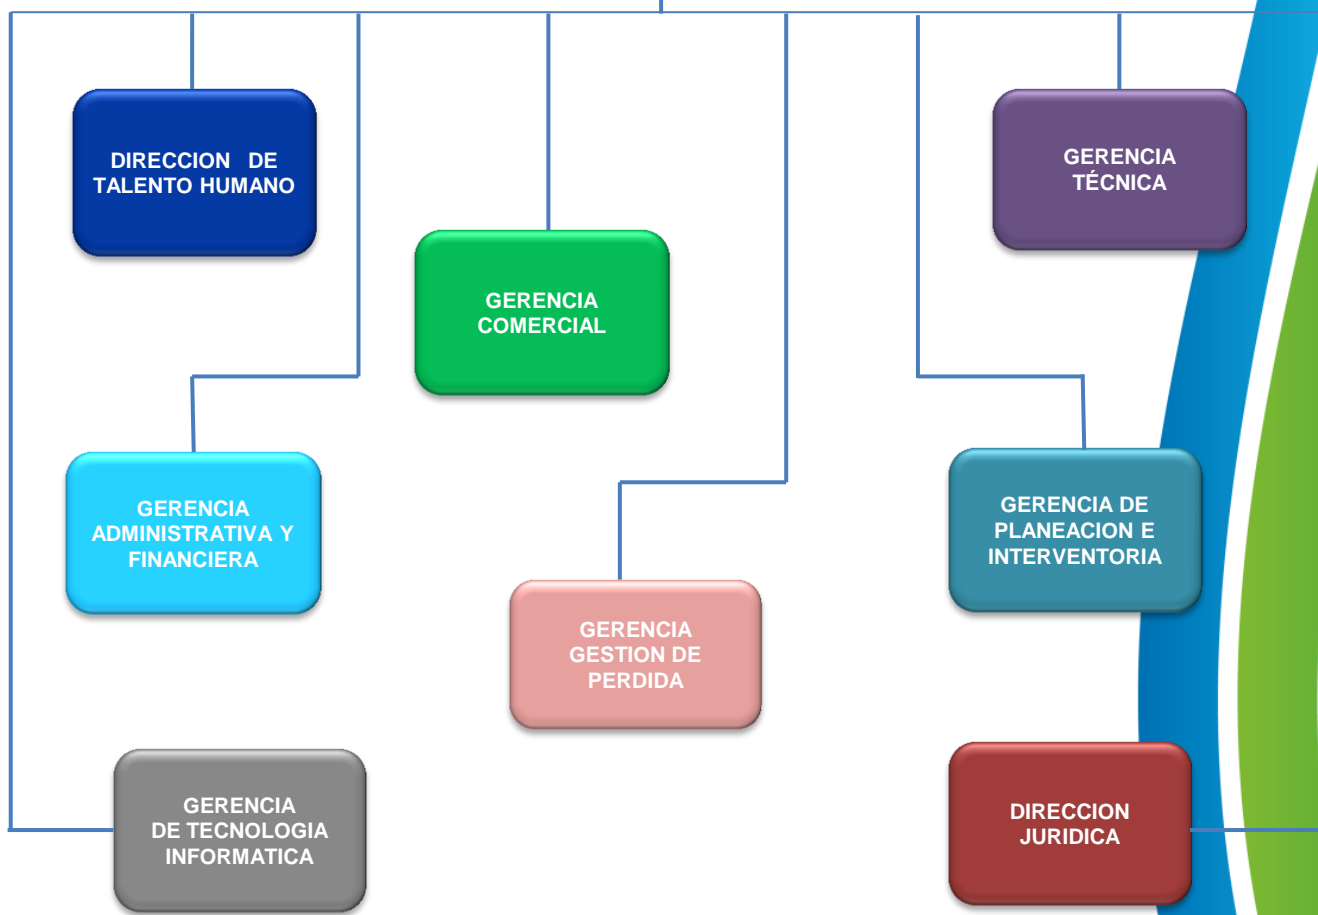 DIRECCION DE
TALENTO HUMANO
GERENCIA
TÉCNICA
GERENCIA
COMERCIAL
GERENCIA
ADMINISTRATIVA Y
FINANCIERA
GERENCIA DE
PLANEACION E
INTERVENTORIA
GERENCIA
GESTION DE
PERDIDA
GERENCIA
DE TECNOLOGIA
INFORMATICA
DIRECCION
JURIDICA